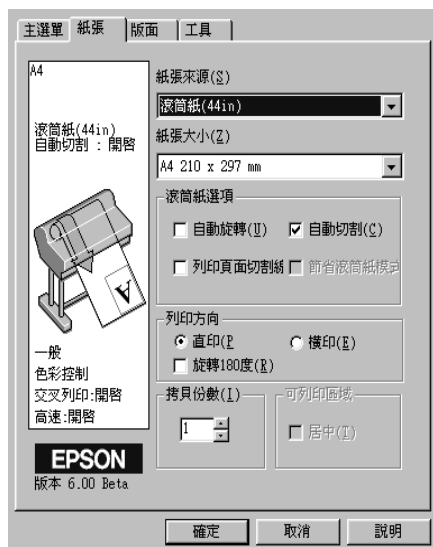 主選單 紙張 版面 工具
A4
滾筒紙(44in)
自動切割 : 開啓
A
一般
色彩控制
交叉列印:開啓
高速:開啓
EPSON
版本 6.00 Beta
紙張來源(S)
滾筒紙(44in)
紙張大小(Z)
A4 210 x 297 mm
滾筒紙選項
自動旋轉(U) 自動切割(C)
列印頁面切割線 節省滾筒紙模式
列印方向
直印(P 橫印(E)
旋轉180度(R)
拷貝份數(I) 可列印區域
1 居中(T)
確定 取消 説明